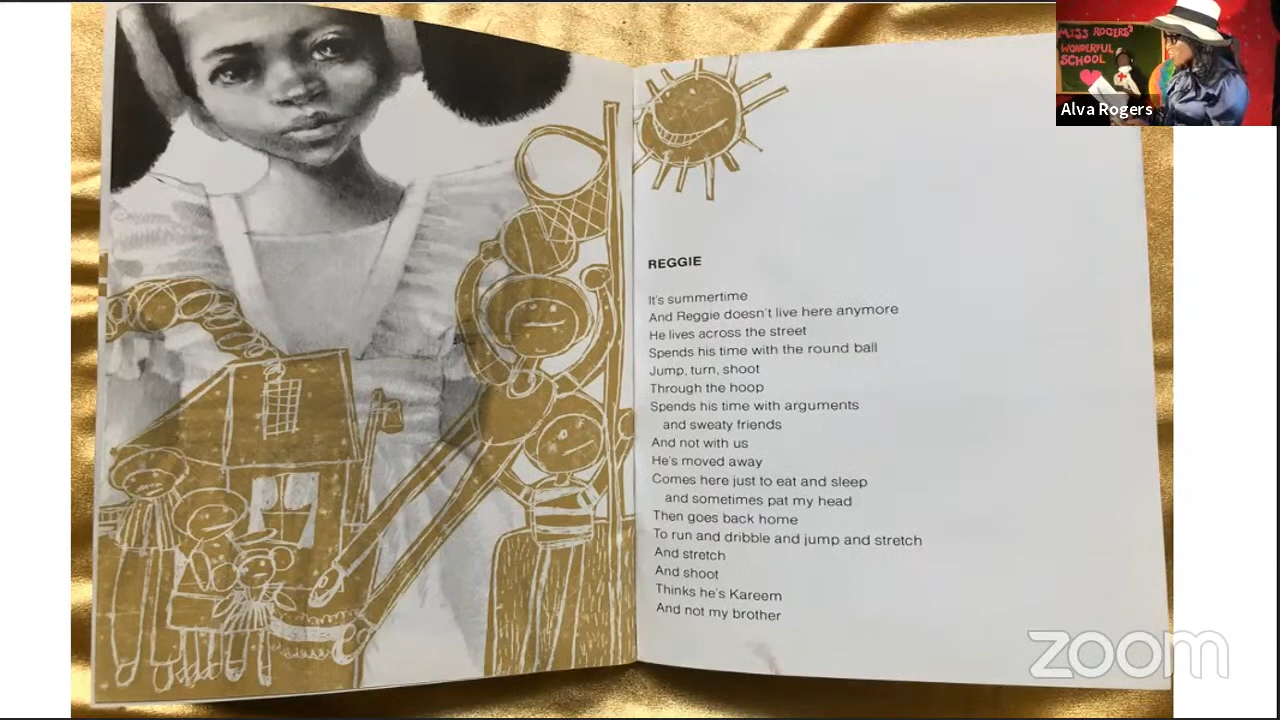 MISS ROGERS'
WONDERFUL
SCHOOL
Alva Rogers
REGGIE
It's summertime
And Reggie doesn't live here anymore
He lives across the street
Spends his time with the round ball
Jump, turn, shoot
Through the hoop
Spends his time with arguments
and sweaty friends
And not with us
He's moved away
Comes here just to eat and sleep
and sometimes pat my head
Then goes back home
To run and dribble and jump and stretch
And stretch
And shoot
Thinks he's Kareem
And not my brother
zoom